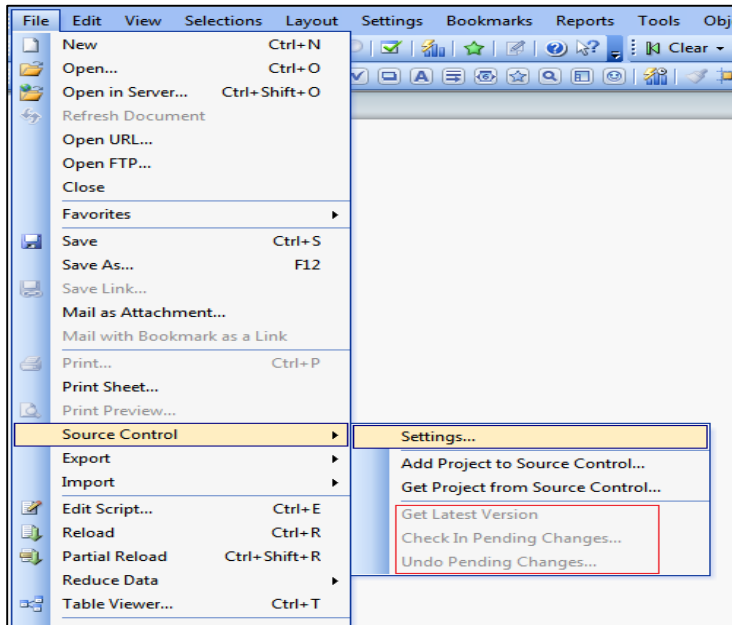 File Edit View Selections Layout Settings Bookmarks Reports Tools Obj
New Ctrl+N
Clear
Open... Ctrl+O
Open in Server... Ctrl+Shift+O
Refresh Document
Open URL...
Open FTP...
Close
Favorites
Save Ctrl+S
Save As... F12
Save Link...
Mail as Attachment...
Mail with Bookmark as a Link
Print... Ctrl+P
Print Sheet...
Print Preview...
Source Control
Settings...
Export
Add Project to Source Control...
Import
Get Project from Source Control...
Edit Script... Ctrl+E
Get Latest Version
Reload Ctrl+R
Check In Pending Changes...
Partial Reload Ctrl+Shift+R
Undo Pending Changes...
Reduce Data
Table Viewer... Ctrl+T